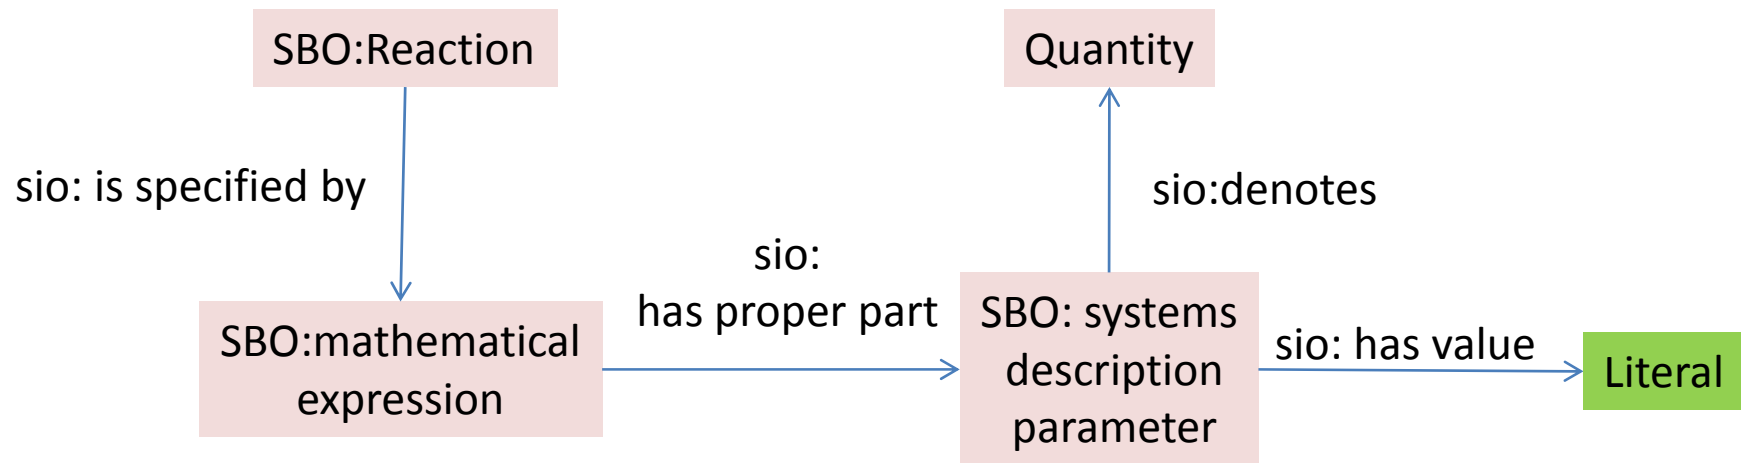 SBO:Reaction
Quantity
sio: is specified by
sio:denotes
sio:
has proper part
SBO:mathematical
expression
SBO: systems
description
parameter
sio: has value
Literal